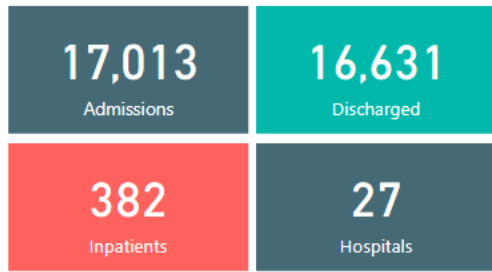 17,013
Admissions
16,631
Discharged
382
Inpatients
27
Hospitals